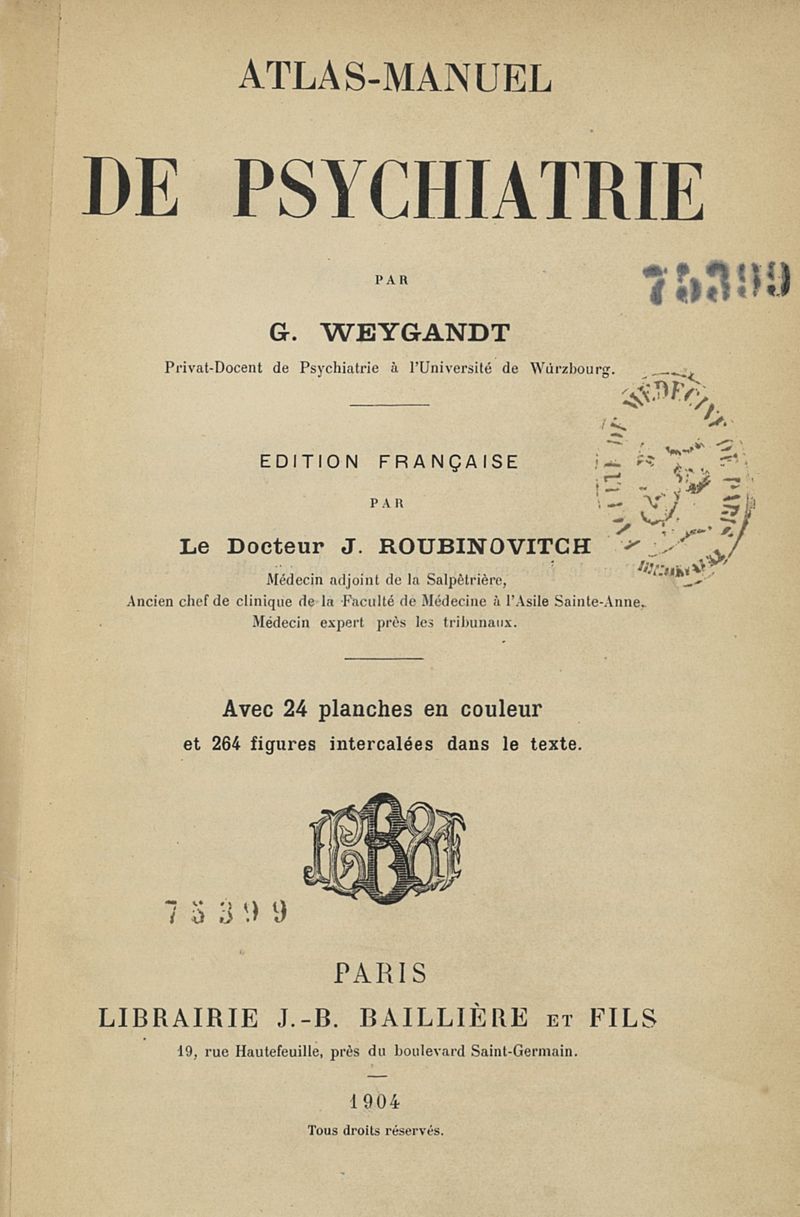 ATLAS-MANUEL
DE PSYCHIATRIE
PAR
75399
G. WEYGANDT
Privat-Docent de Psychiatrie à l'Université de Würzbourg.
EDITION FRANÇAISE
PAR
Le Docteur J. ROUBINOVITCH
Médecin adjoint de la Salpêtrière,
Ancien chef de clinique de la Faculté de Médecine à l'Asile Sainte-Anne,
Médecin expert près les tribunaux.
Avec 24 planches en couleur
et 264 figures intercalées dans le texte.
75399
PARIS
LIBRAIRIE J.-B. BAILLIÈRE ET FILS
19, rue Hautefeuille, près du boulevard Saint-Germain.
1904
Tous droits réservés.